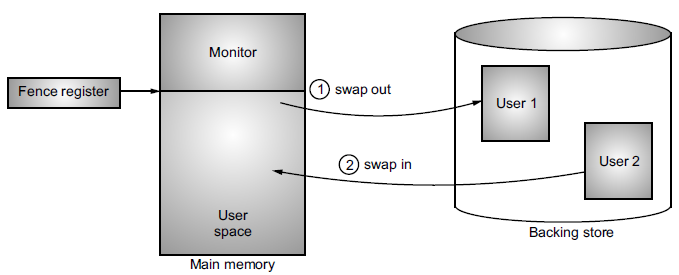 Monitor
Fence register
1 swap out
User 1
2 swap in
User 2
User
space
Backing store
Main memory